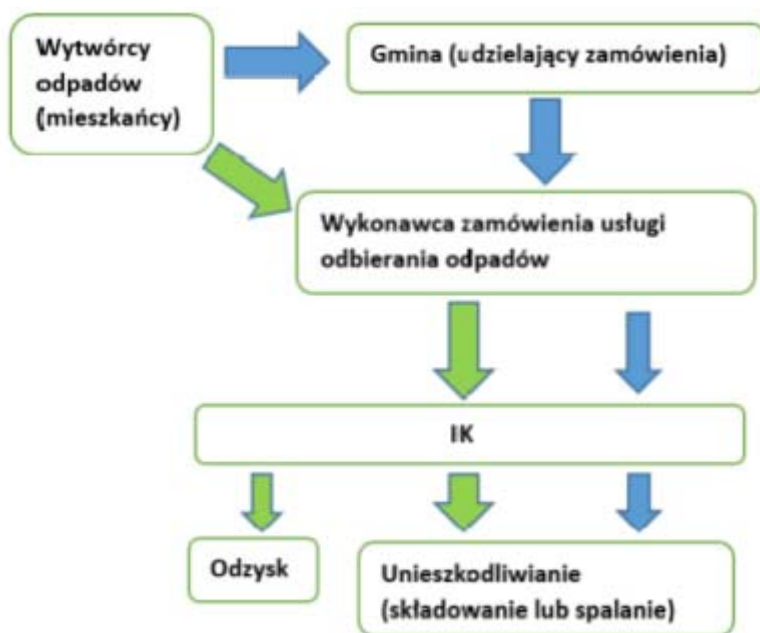 Wytwórcy
odpadów
(mieszkańcy)
Gmina (udzielający zamówienia)
Wykonawca zamówienia usługi
odbierania odpadów
IK
Odzysk
Unieszkodliwianie
(składowanie lub spalanie)